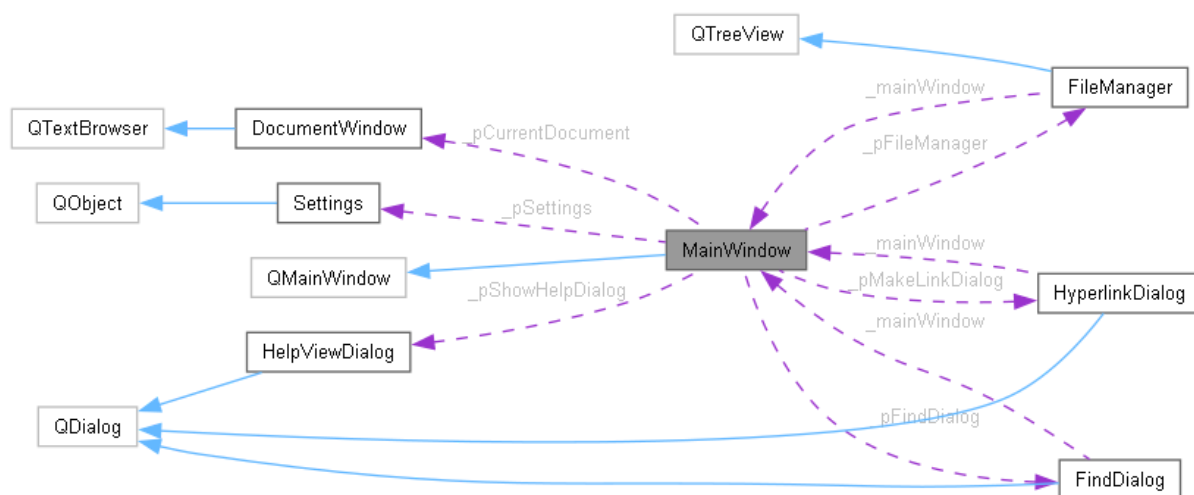 QTreeView
FileManager
_mainWindow
QTextBrowser
DocumentWindow
_pCurrentDocument
_pFileManager
QObject
Settings
_pSettings
MainWindow
_mainWindow
QMainWindow
_pMakeLinkDialog
HyperlinkDialog
_pShowHelpDialog
_mainWindow
HelpViewDialog
QDialog
_pFindDialog
FindDialog